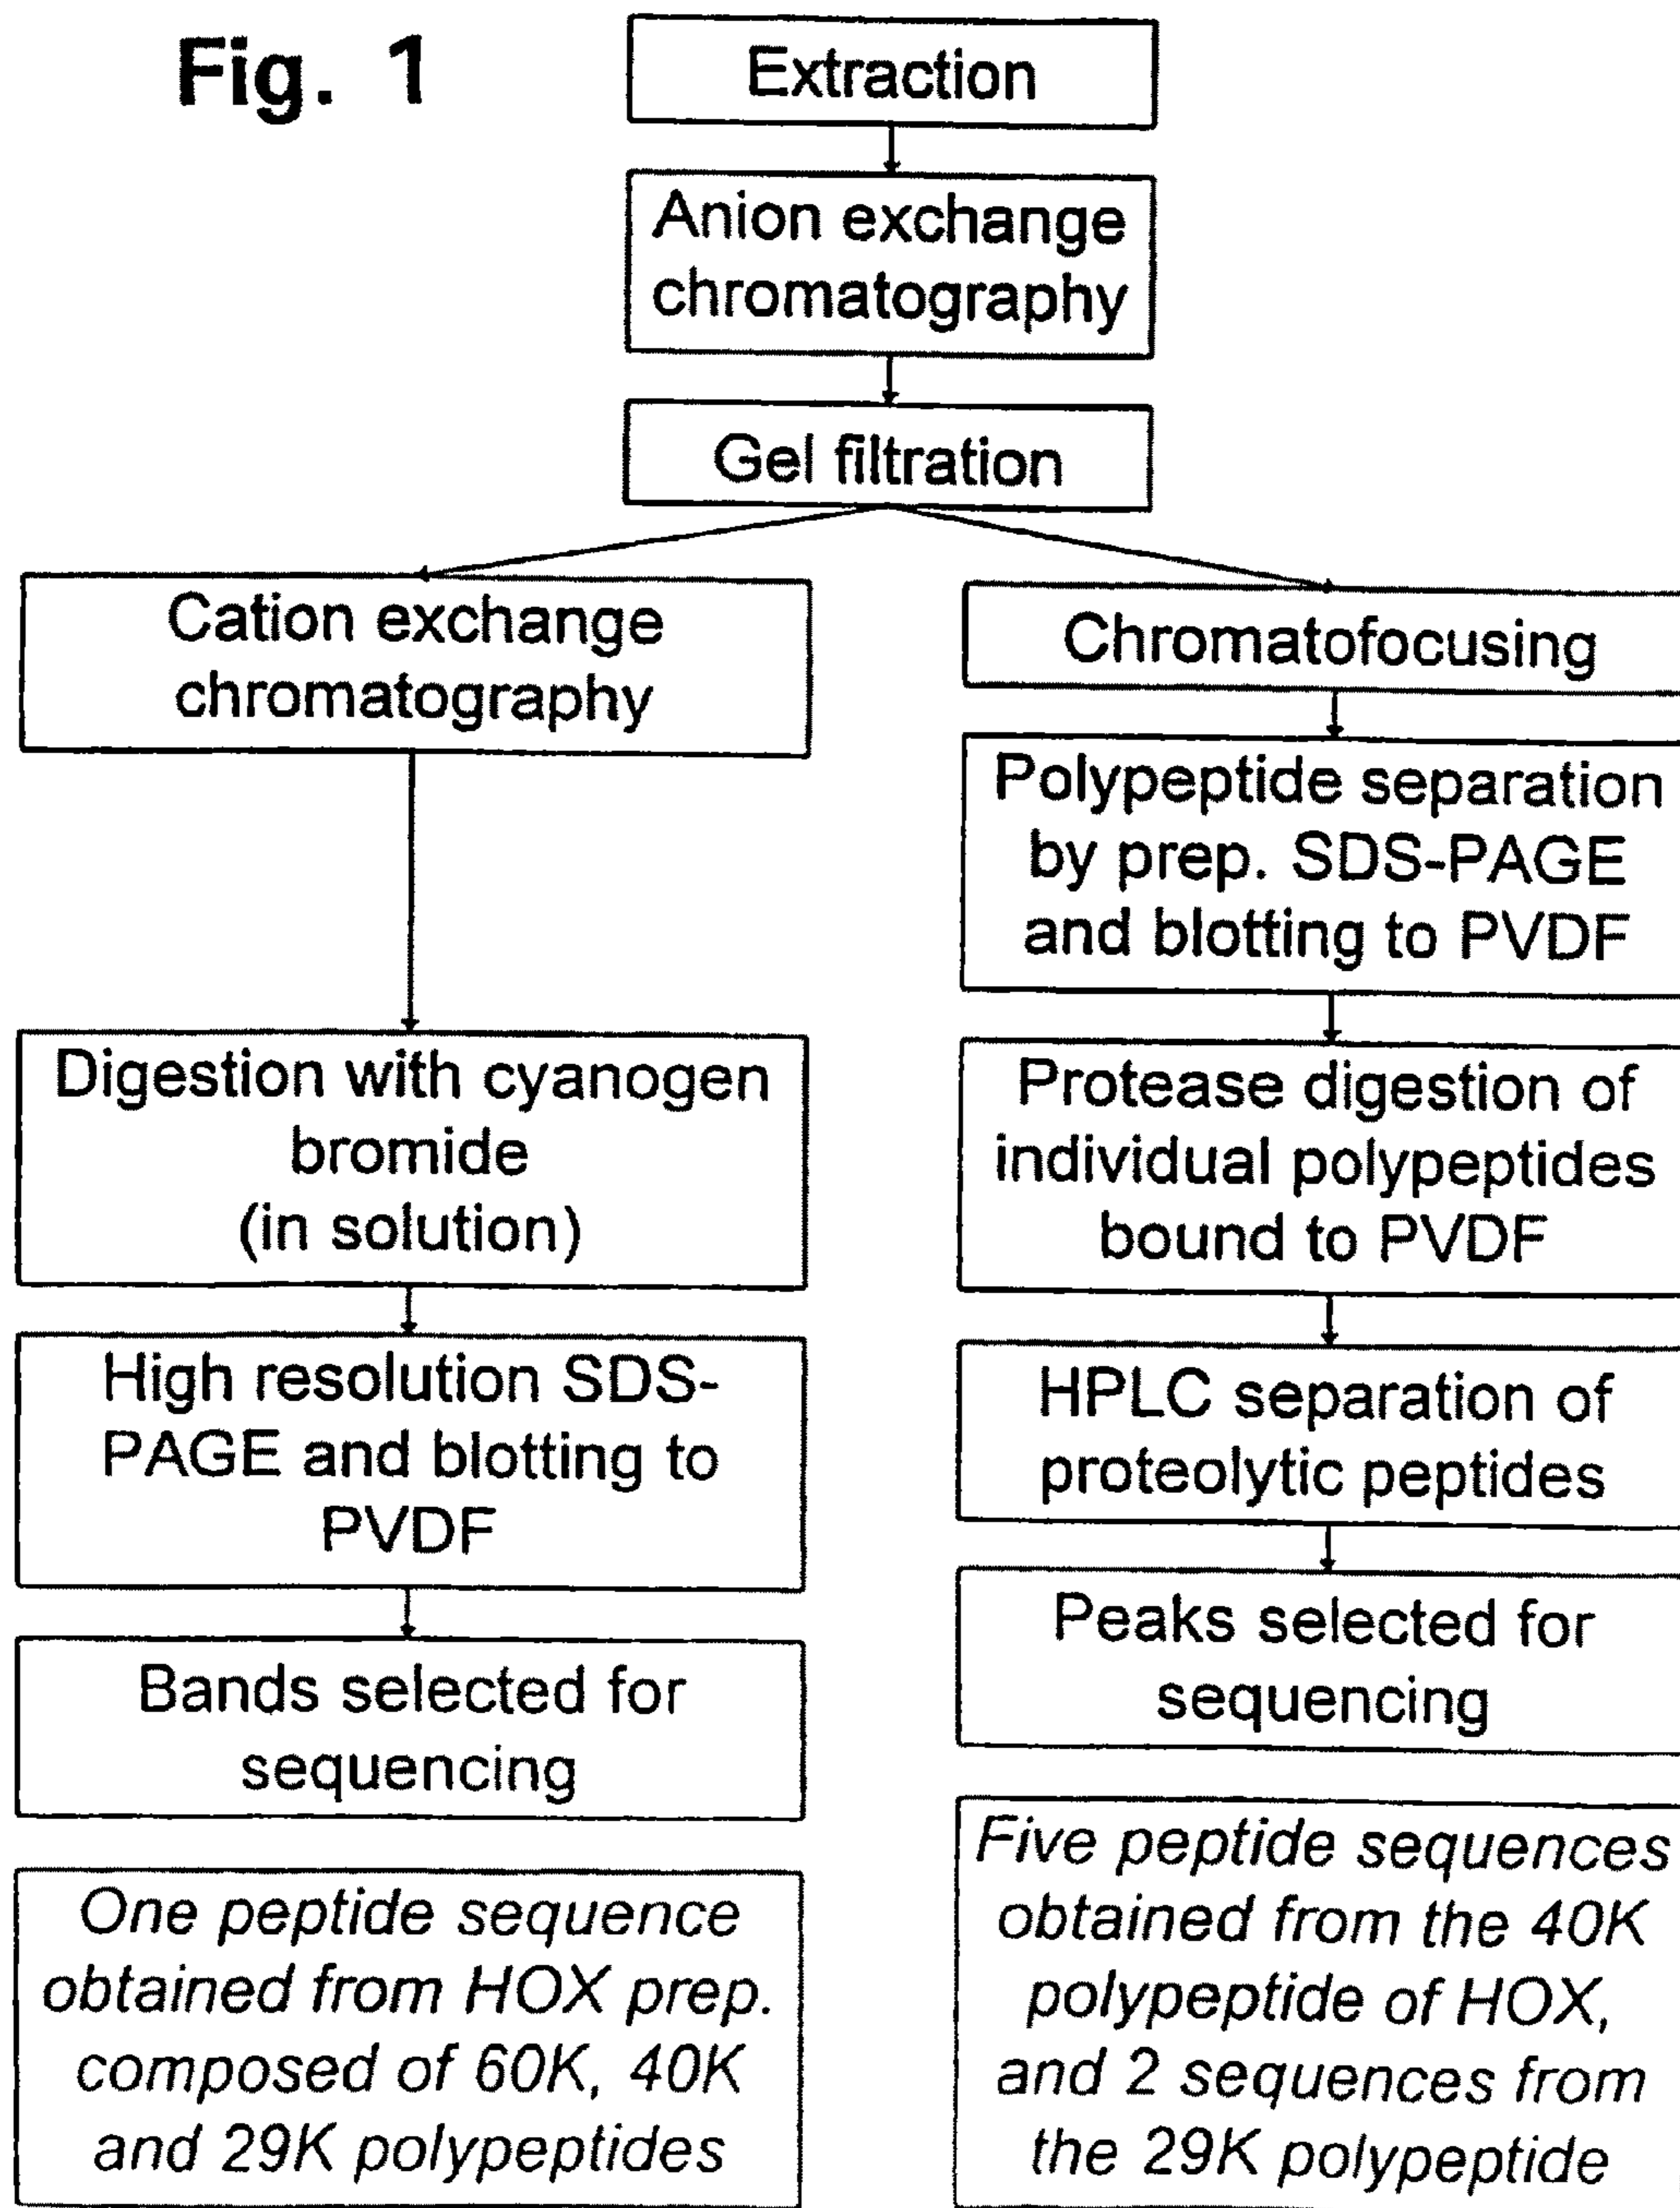 Fig. 1
Extraction
Anion exchange
chromatography
Gel filtration
Cation exchange
chromatography
Digestion with cyanogen
bromide
(in solution)
High resolution SDS-
PAGE and blotting to
PVDF
Bands selected for
sequencing
One peptide sequence
obtained from HOX prep.
composed of 60K, 40K
and 29K polypeptides
Chromatofocusing
Polypeptide separation
by prep. SDS-PAGE
and blotting to PVDF
Protease digestion of
individual polypeptides
bound to PVDF
HPLC separation of
proteolytic peptides
Peaks selected for
sequencing
Five peptide sequences
obtained from the 40K
polypeptide of HOX,
and 2 sequences from
the 29K polypeptide